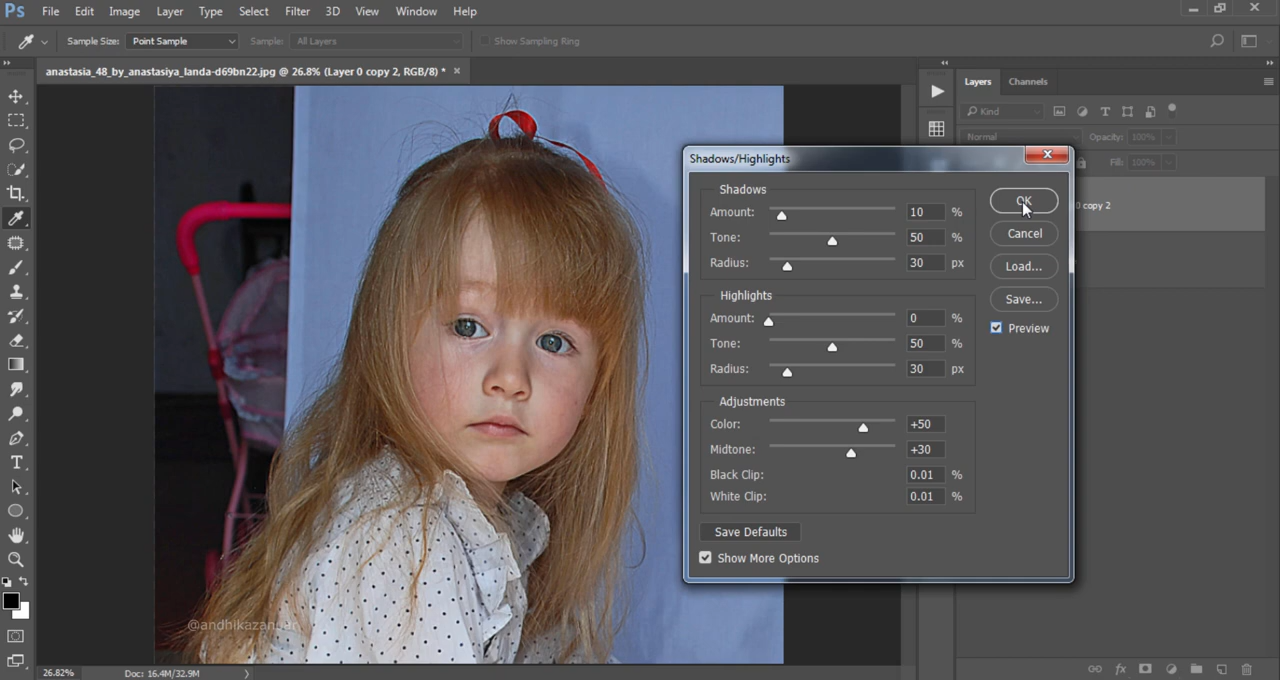 Ps File Edit Image Layer Type Select Filter 3D View Window Help
Sample Size: Point Sample Sample: All Layers Show Sampling Ring
anastasia_48_by_anastasiya_landa-d69bn22.jpg @ 26.8% (Layer 0 copy 2, RGB/8) * ×
Layers Channels
Kind
Normal Opacity: 100%
Fill: 100%
0 copy 2
Shadows/Highlights
Shadows
Amount: 10 %
Tone: 50 %
Radius: 30 px
Highlights
Amount: 0 %
Tone: 50 %
Radius: 30 px
Adjustments
Color: +50
Midtone: +30
Black Clip: 0.01 %
White Clip: 0.01 %
Save Defaults
Show More Options
OK
Cancel
Load...
Save...
Preview
26.82% Doc: 16.4M/32.9M